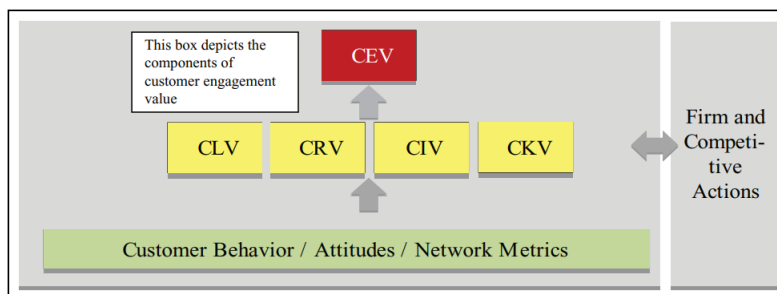 This box depicts the
components of
customer engagement
value
CEV
CLV
CRV
CIV
CKV
Firm and
Competi-
tive
Actions
Customer Behavior / Attitudes / Network Metrics